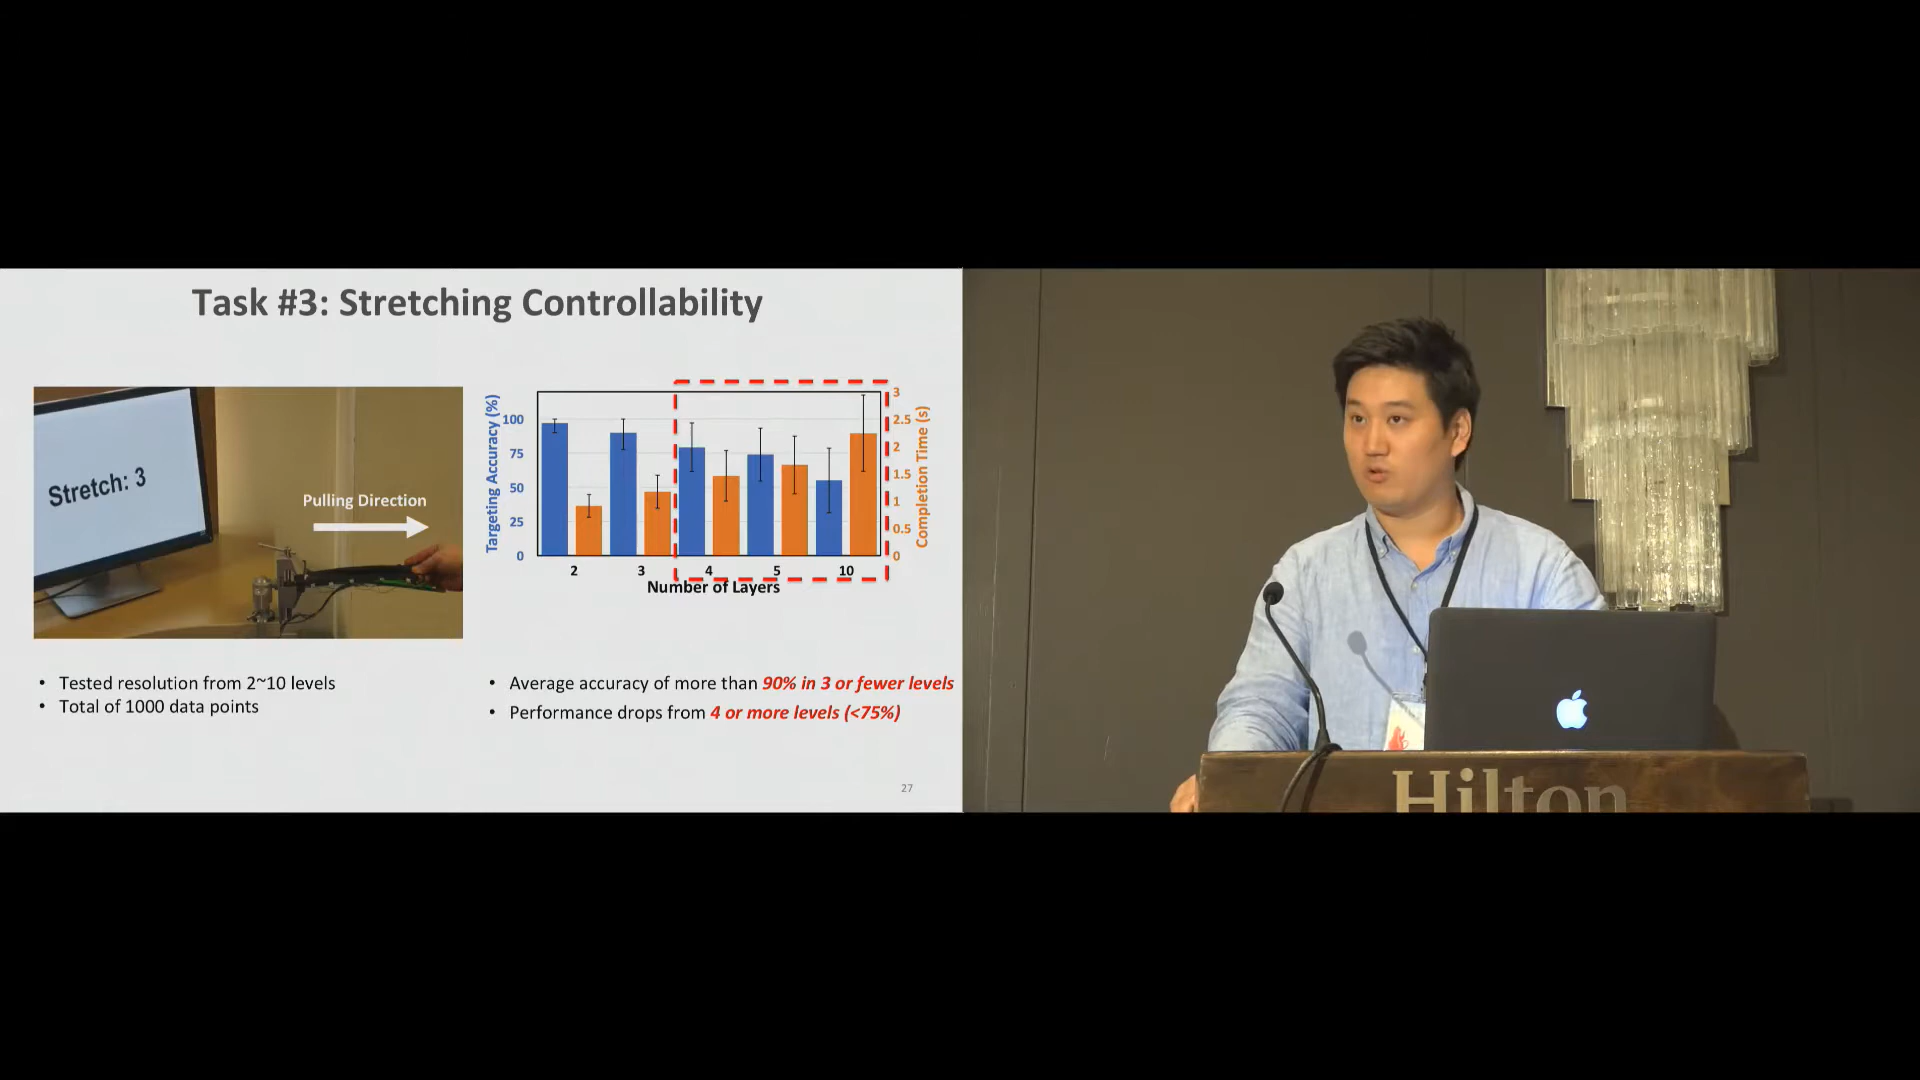 Task #3: Stretching Controllability
Stretch: 3
Pulling Direction
Targeting Accuracy (%)
100
75
50
25
0
3
2.5
2
1.5
1
0.5
0
Completion Time (s)
2 3 4 5 10
Number of Layers
• Tested resolution from 2~10 levels
• Total of 1000 data points
• Average accuracy of more than 90% in 3 or fewer levels
• Performance drops from 4 or more levels (<75%)
27
Hilton